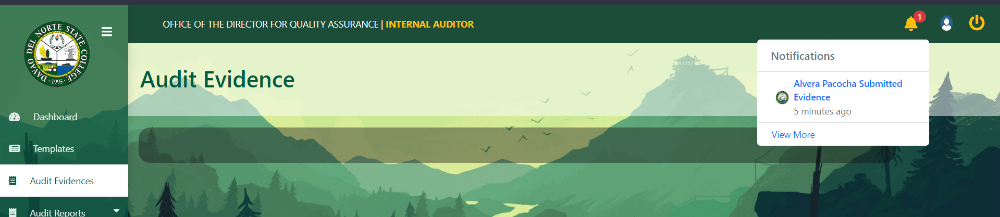 DAVAO DEL NORTE STATE COLLEGE
• 1995 •
OFFICE OF THE DIRECTOR FOR QUALITY ASSURANCE | INTERNAL AUDITOR
1
Notifications
Alvera Pacocha Submitted
Evidence
5 minutes ago
View More
Audit Evidence
Dashboard
Templates
Audit Evidences
Audit Reports